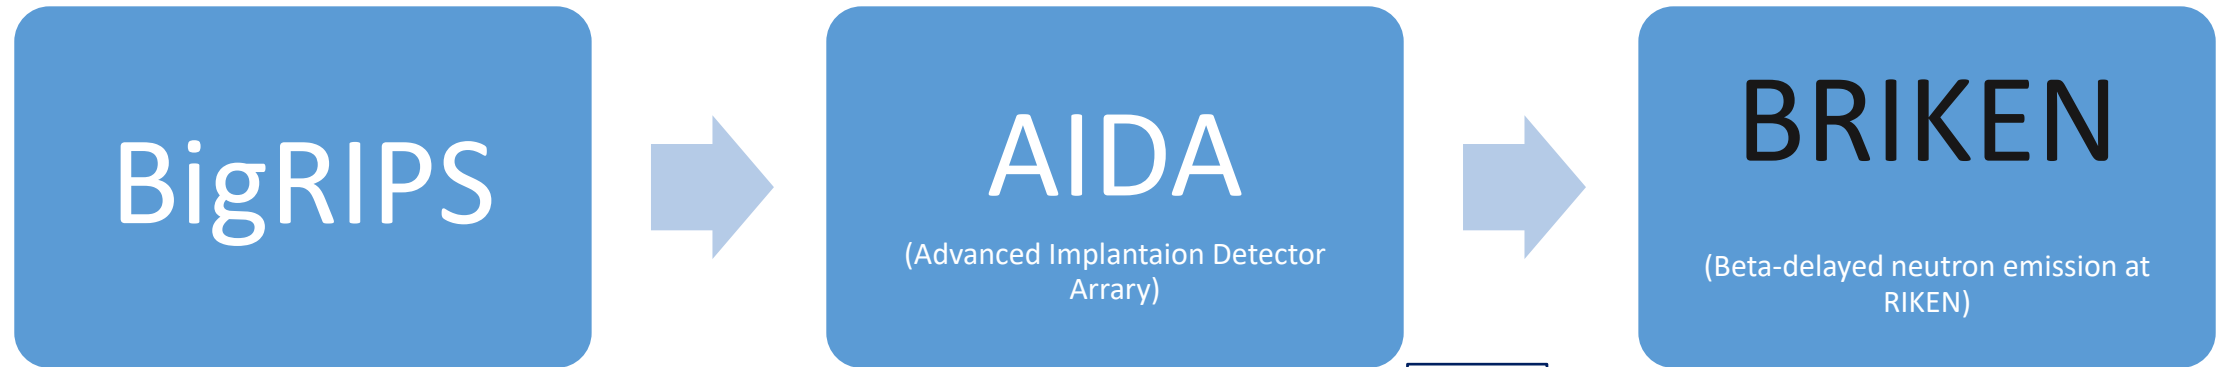 BigRIPS
AIDA
(Advanced Implantaion Detector
Arrary)
BRIKEN
(Beta-delayed neutron emission at
RIKEN)